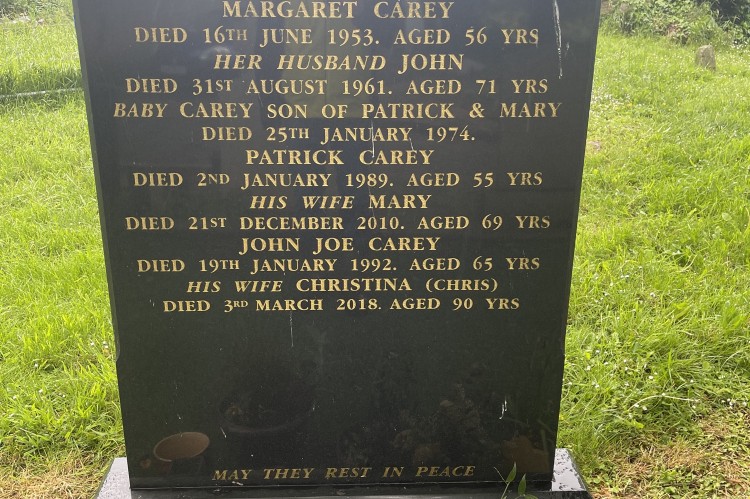 MARGARET CAREY
DIED 16TH JUNE 1953. AGED 56 YRS
HER HUSBAND JOHN
DIED 31ST AUGUST 1961. AGED 71 YRS
BABY CAREY SON OF PATRICK & MARY
DIED 25TH JANUARY 1974.
PATRICK CAREY
DIED 2ND JANUARY 1989. AGED 55 YRS
HIS WIFE MARY
DIED 21ST DECEMBER 2010. AGED 69 YRS
JOHN JOE CAREY
DIED 19TH JANUARY 1992. AGED 65 YRS
HIS WIFE CHRISTINA (CHRIS)
DIED 3RD MARCH 2018. AGED 90 YRS
MAY THEY REST IN PEACE